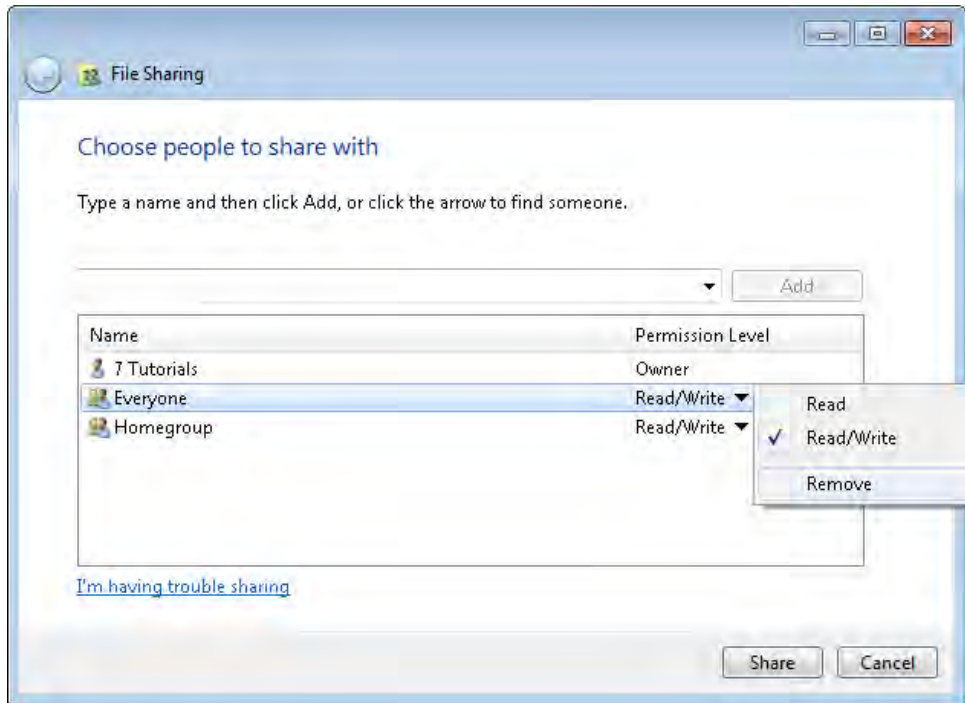 File Sharing
Choose people to share with
Type a name and then click Add, or click the arrow to find someone.
Add
Name Permission Level
7 Tutorials Owner
Everyone Read/Write
Homegroup Read/Write
Read
Read/Write
Remove
I'm having trouble sharing
Share Cancel